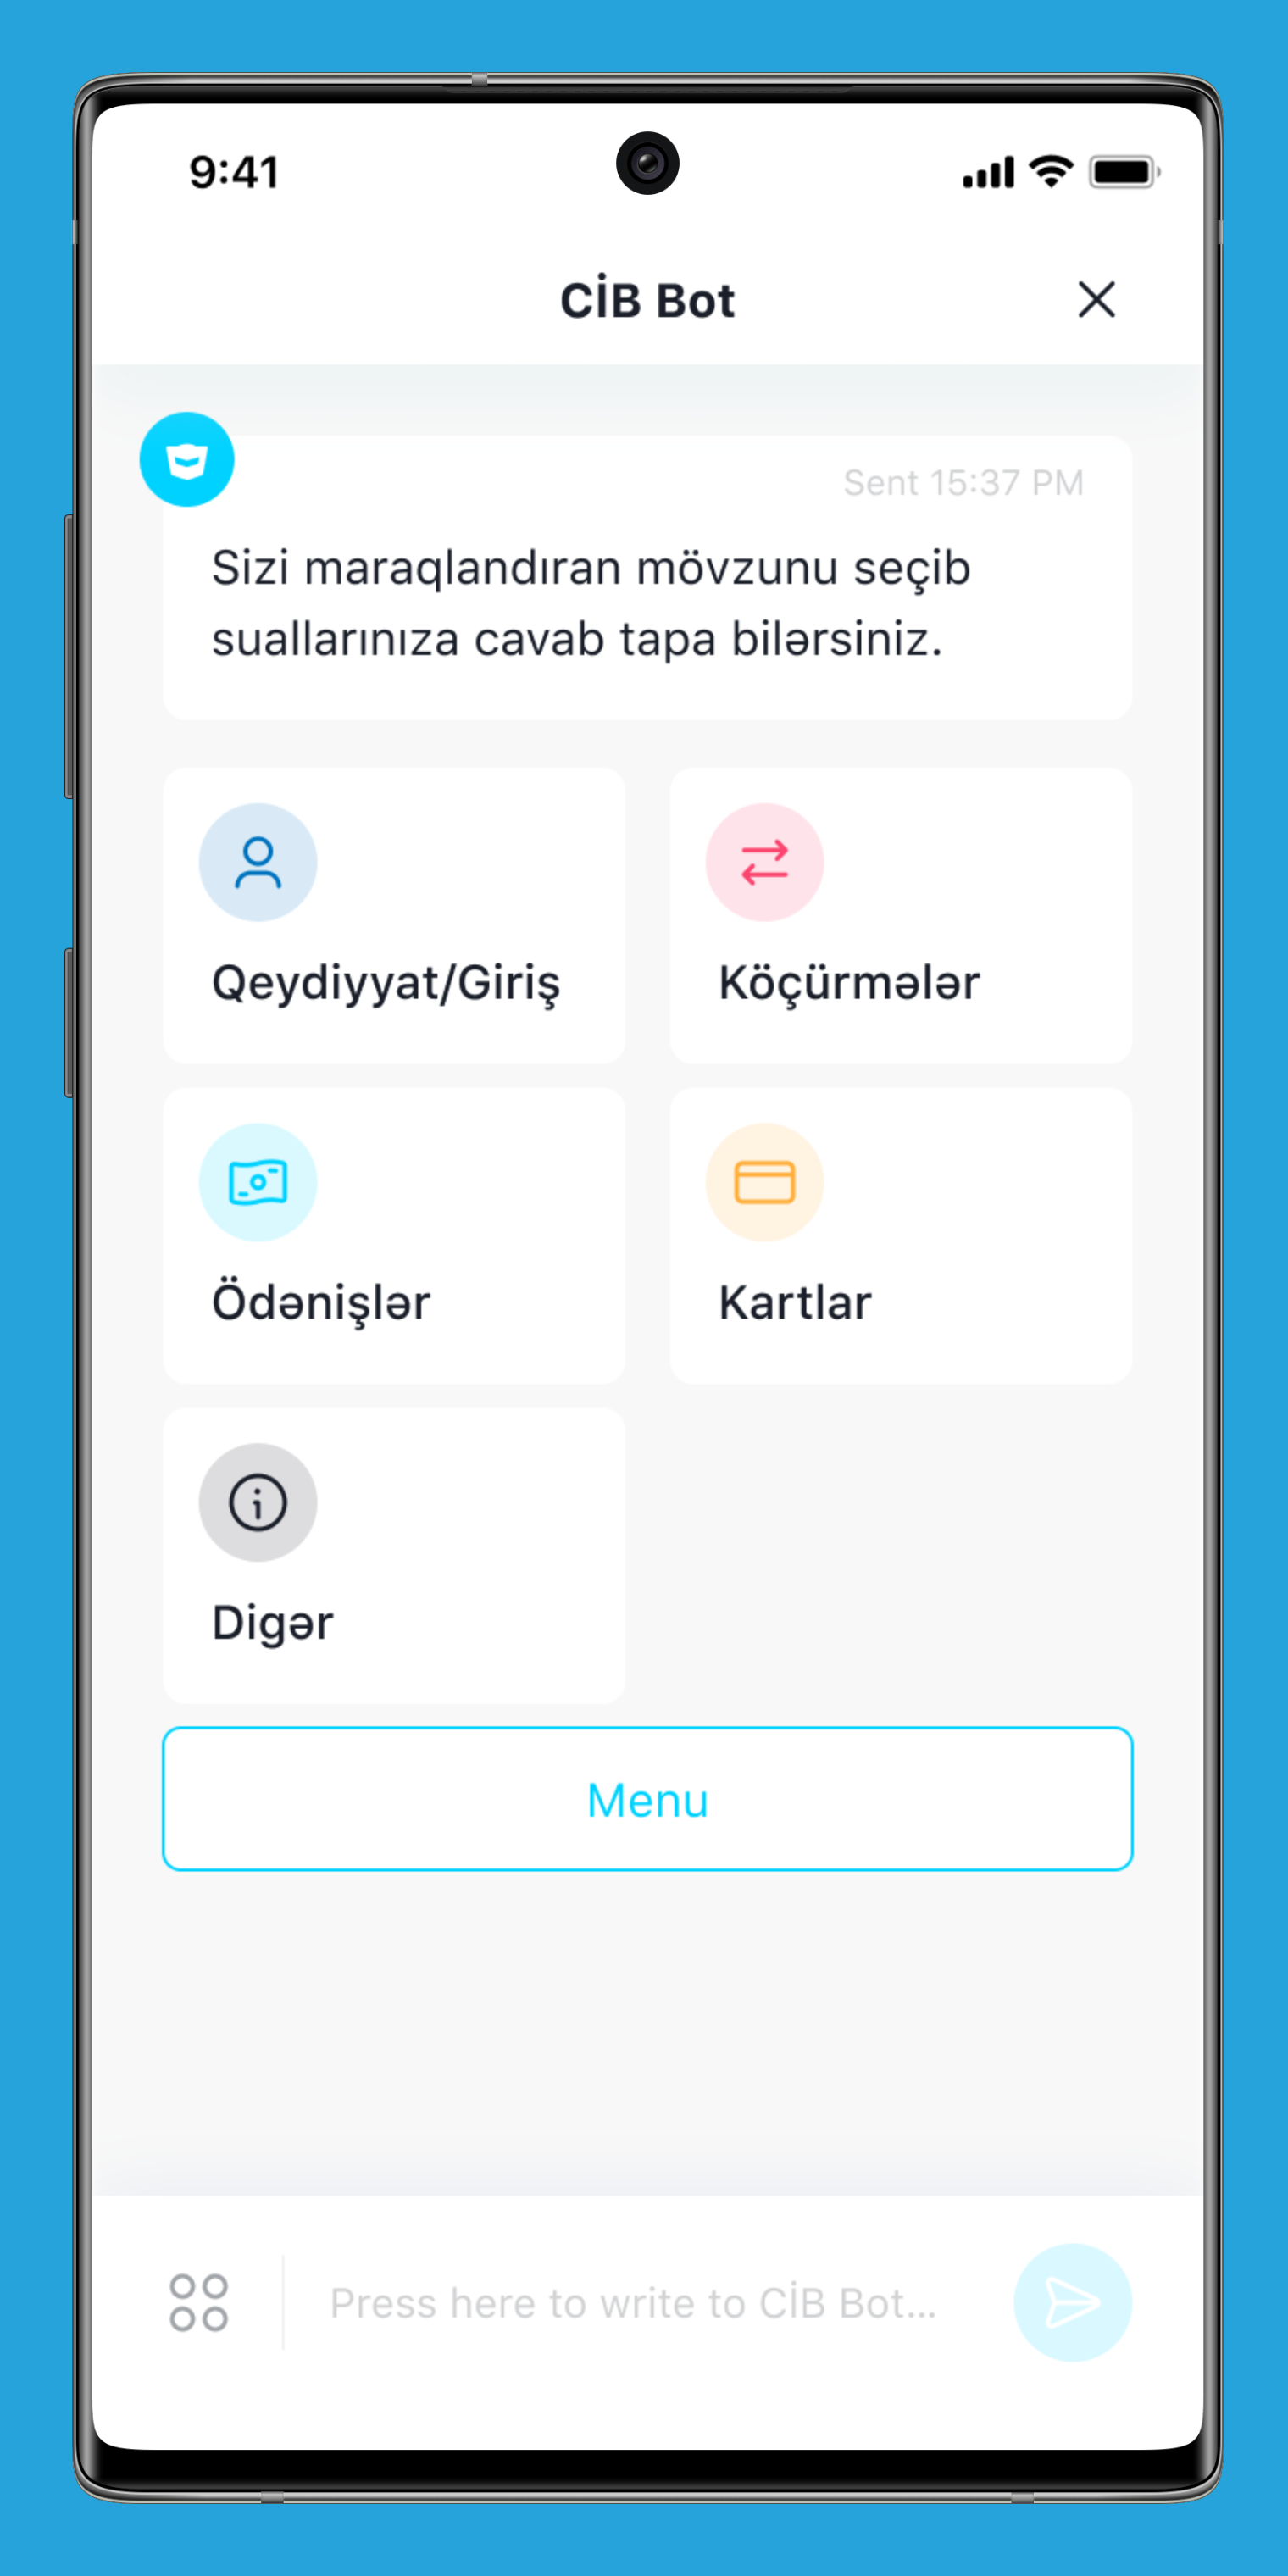 9:41
CİB Bot
Sent 15:37 PM
Sizi maraqlandıran mövzunu seçib
suallarınıza cavab tapa bilərsiniz.
Qeydiyyat/Giriş
Köçürmələr
Ödənişlər
Kartlar
Digər
Menu
Press here to write to CİB Bot...